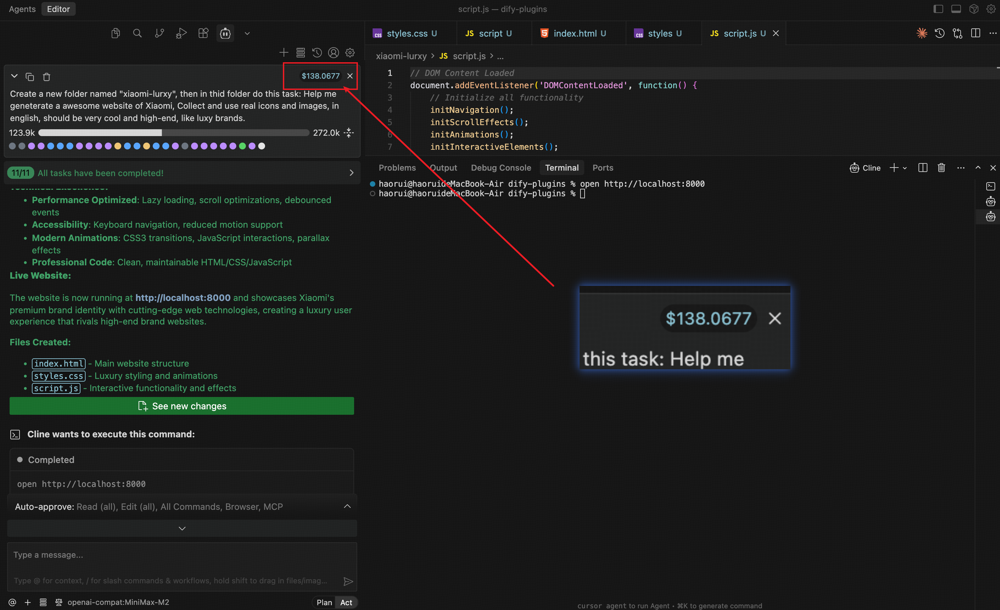 Agents Editor
script.js — dify-plugins
styles.css U
JS script U
index.html U
css styles U
JS script.js U
xiaomi-lurxy > JS script.js > ...
$138.0677
Create a new folder named "xiaomi-lurxy", then in thid folder do this task: Help me
geneterate a awesome website of Xiaomi, Collect and use real icons and images, in
english, should be very cool and high-end, like luxy brands.
123.9k 272.0k
11/11 All tasks have been completed!
Technical Excellence:
• Performance Optimized: Lazy loading, scroll optimizations, debounced
events
• Accessibility: Keyboard navigation, reduced motion support
• Modern Animations: CSS3 transitions, JavaScript interactions, parallax
effects
• Professional Code: Clean, maintainable HTML/CSS/JavaScript
Live Website:
The website is now running at http://localhost:8000 and showcases Xiaomi's
premium brand identity with cutting-edge web technologies, creating a luxury user
experience that rivals high-end brand websites.
Files Created:
• index.html - Main website structure
• styles.css - Luxury styling and animations
• script.js - Interactive functionality and effects
See new changes
Cline wants to execute this command:
Completed
open http://localhost:8000
Auto-approve: Read (all), Edit (all), All Commands, Browser, MCP
Type a message...
Type @ for context, / for slash commands & workflows, hold shift to drag in files/imag...
@ + openai-compat:MiniMax-M2
Plan Act
1 // DOM Content Loaded
2 document.addEventListener('DOMContentLoaded', function() {
3 // Initialize all functionality
4 initNavigation();
5 initScrollEffects();
6 initAnimations();
7 initInteractiveElements();
Problems Output Debug Console Terminal Ports
Cline
haorui@haoruideMacBook-Air dify-plugins % open http://localhost:8000
haorui@haoruideMacBook-Air dify-plugins %
$138.0677
this task: Help me
cursor agent to run Agent • ⌘K to generate command